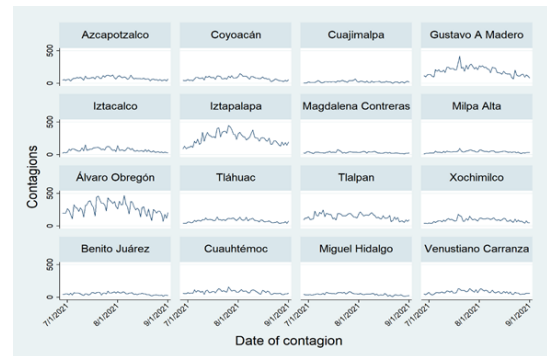 Azcapotzalco Coyoacán Cuajimalpa Gustavo A Madero
500
0
Iztacalco Iztapalapa Magdalena Contreras Milpa Alta
500
0
Álvaro Obregón Tláhuac Tlalpan Xochimilco
500
0
Benito Juárez Cuauhtémoc Miguel Hidalgo Venustiano Carranza
500
0
7/1/2021 8/1/2021 9/1/2021 7/1/2021 8/1/2021 9/1/2021 7/1/2021 8/1/2021 9/1/2021 7/1/2021 8/1/2021 9/1/2021
Contagions
Date of contagion